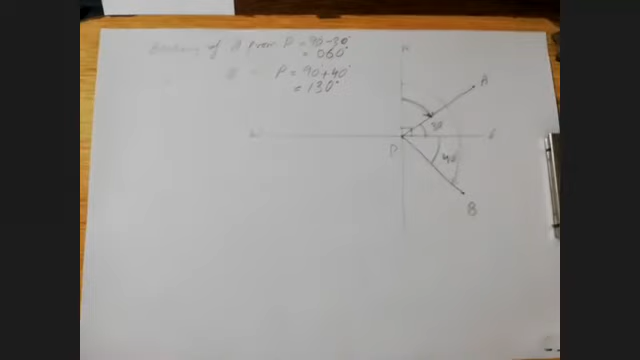 Bearing of A from P = 90 - 30°
= 060°
B P = 90 + 40°
= 130°
N
A
30°
P
40
B